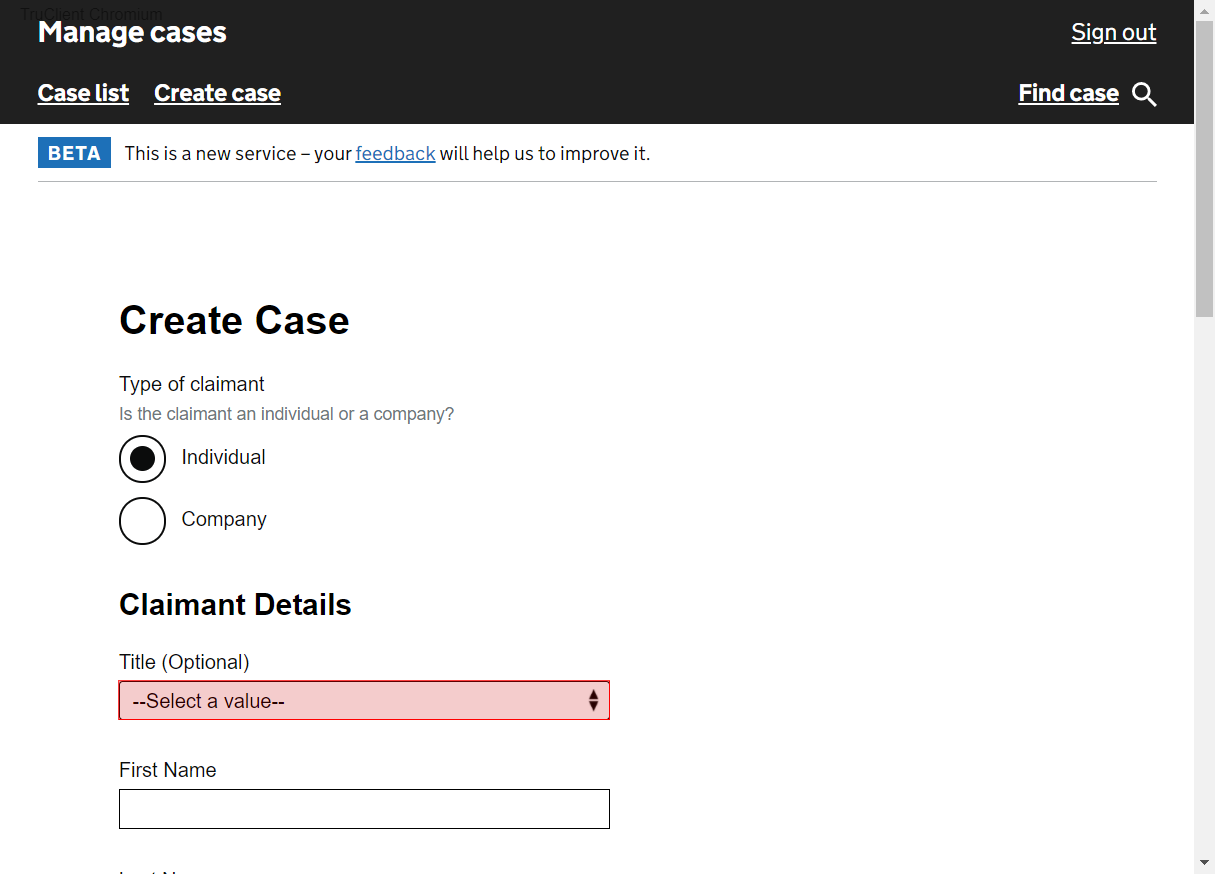 TruClient Chromium
Manage cases
Sign out
Case list Create case
Find case
BETA This is a new service – your feedback will help us to improve it.
Create Case
Type of claimant
Is the claimant an individual or a company?
Individual
Company
Claimant Details
Title (Optional)
--Select a value--
First Name